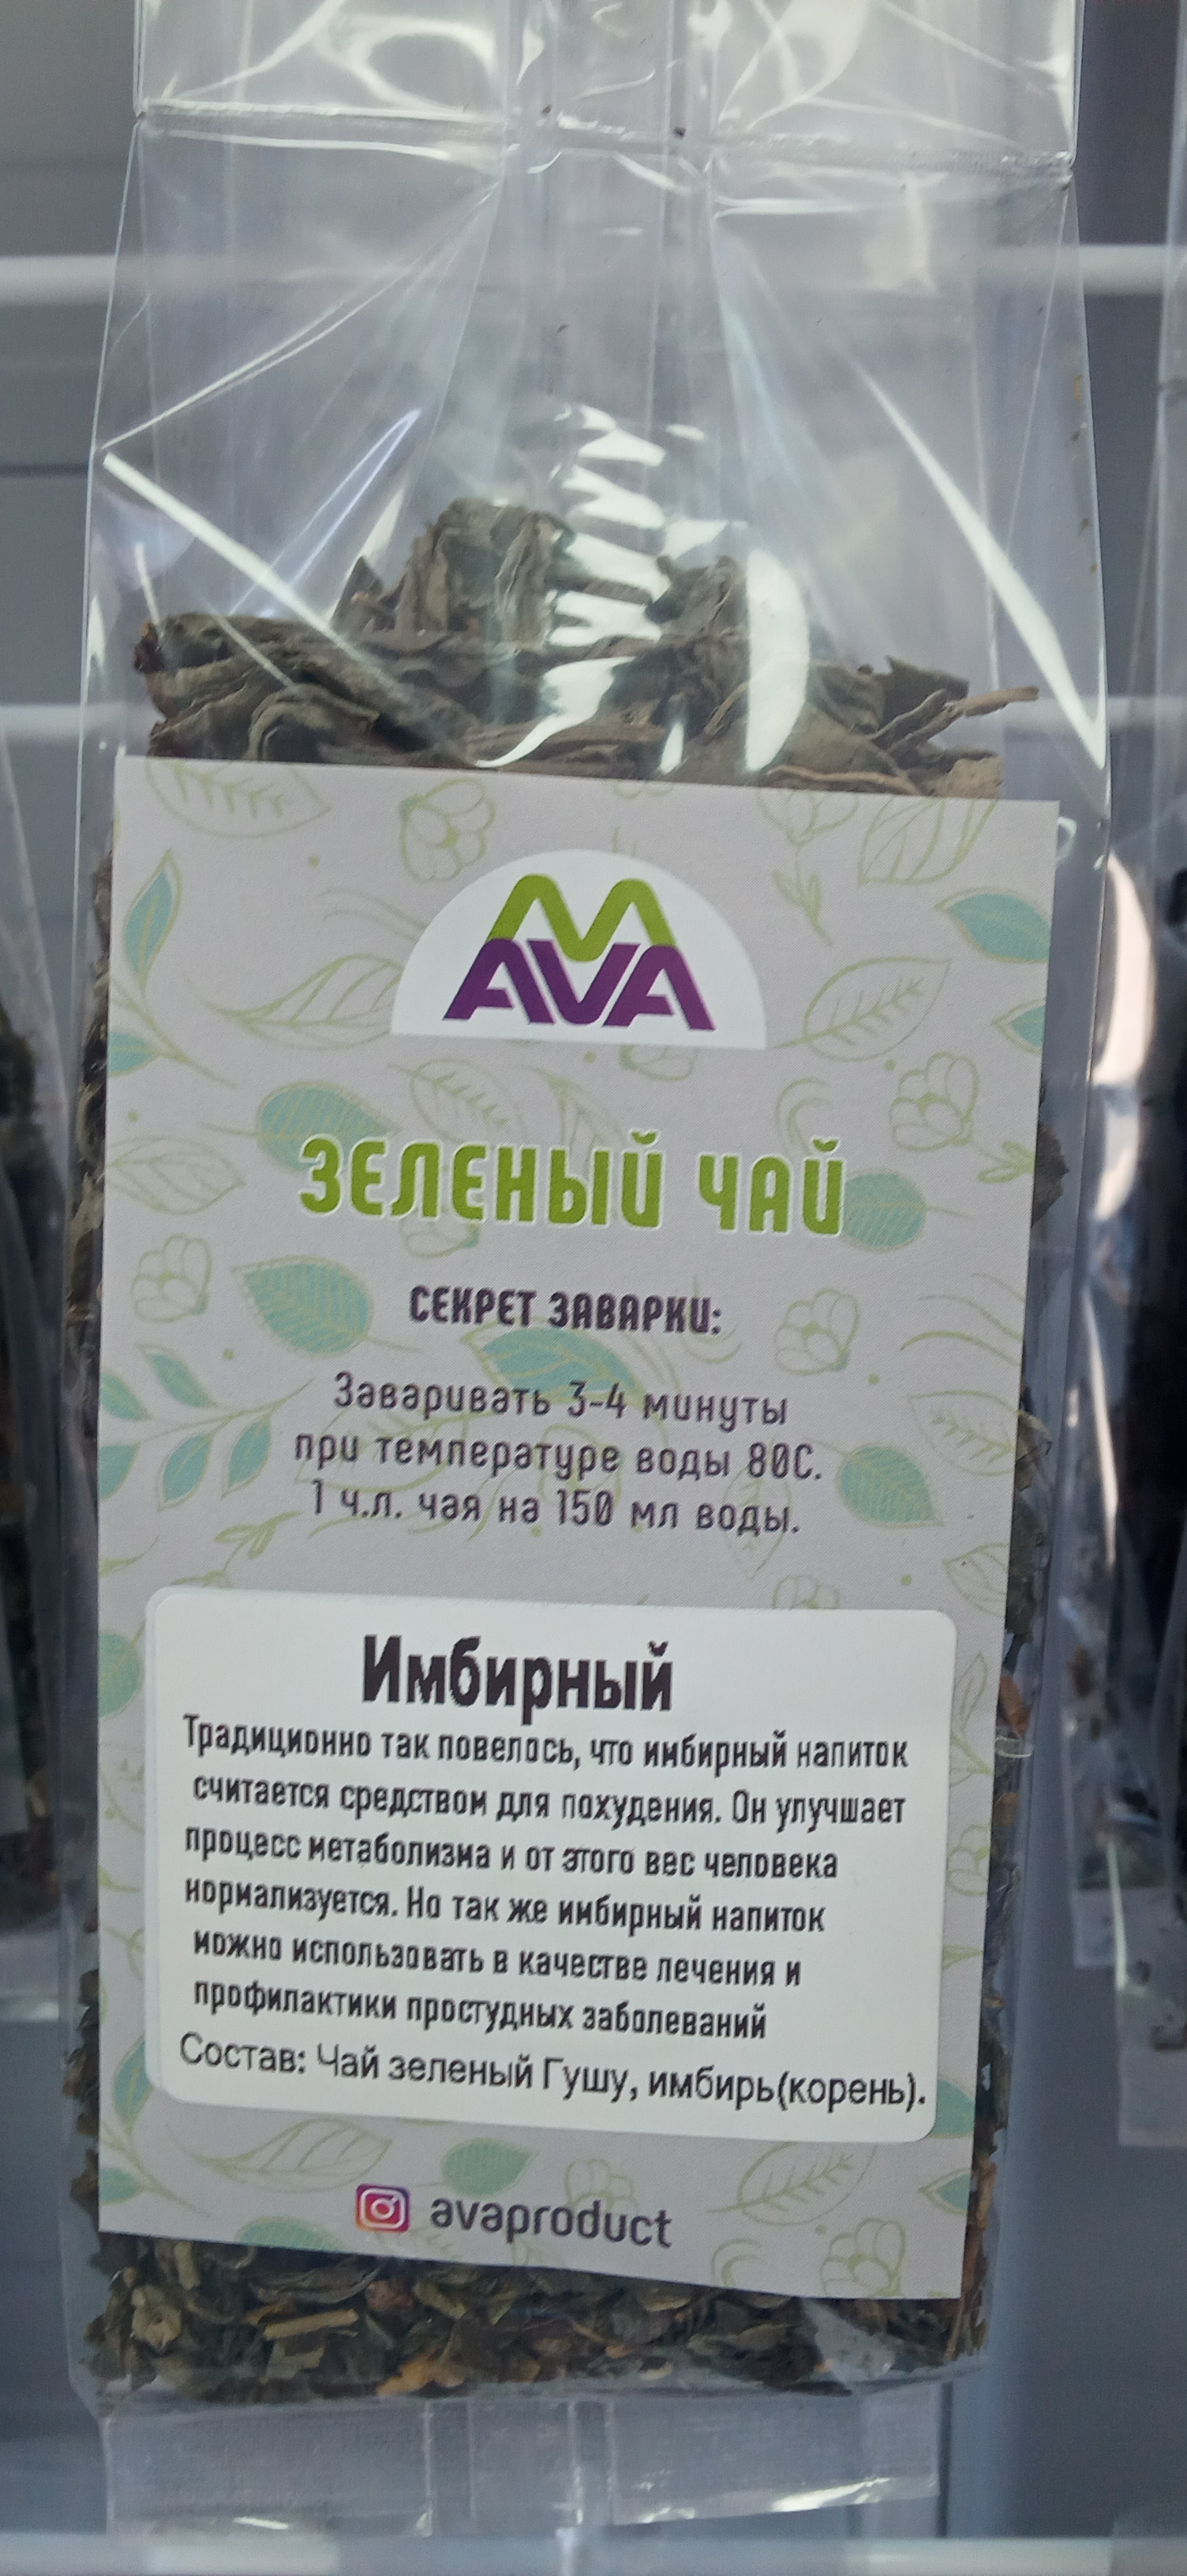 AVA
ЗЕЛЕНЫЙ ЧАЙ
СЕКРЕТ ЗАВАРКИ:
Заваривать 3-4 минуты
при температуре воды 80С.
1 ч.л. чая на 150 мл воды.
Имбирный
Традиционно так повелось, что имбирный напиток
считается средством для похудения. Он улучшает
процесс метаболизма и от этого вес человека
нормализуется. Но так же имбирный напиток
можно использовать в качестве лечения и
профилактики простудных заболеваний
Состав: Чай зеленый Гушу, имбирь(корень).
avaproduct